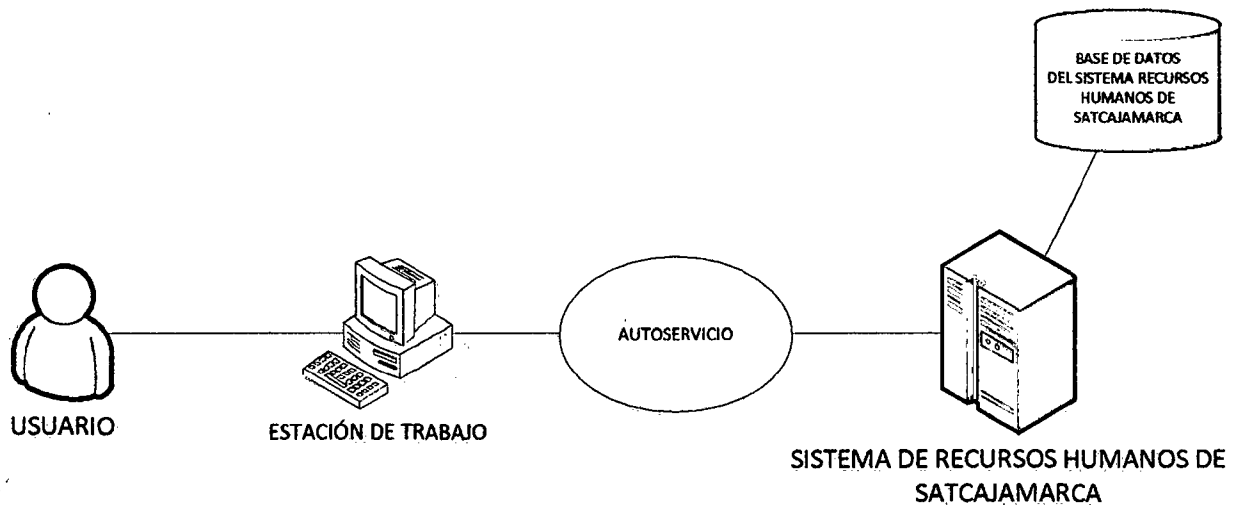 BASE DE DATOS
DEL SISTEMA RECURSOS
HUMANOS DE
SATCAJAMARCA
AUTOSERVICIO
USUARIO
ESTACIÓN DE TRABAJO
SISTEMA DE RECURSOS HUMANOS DE
SATCAJAMARCA